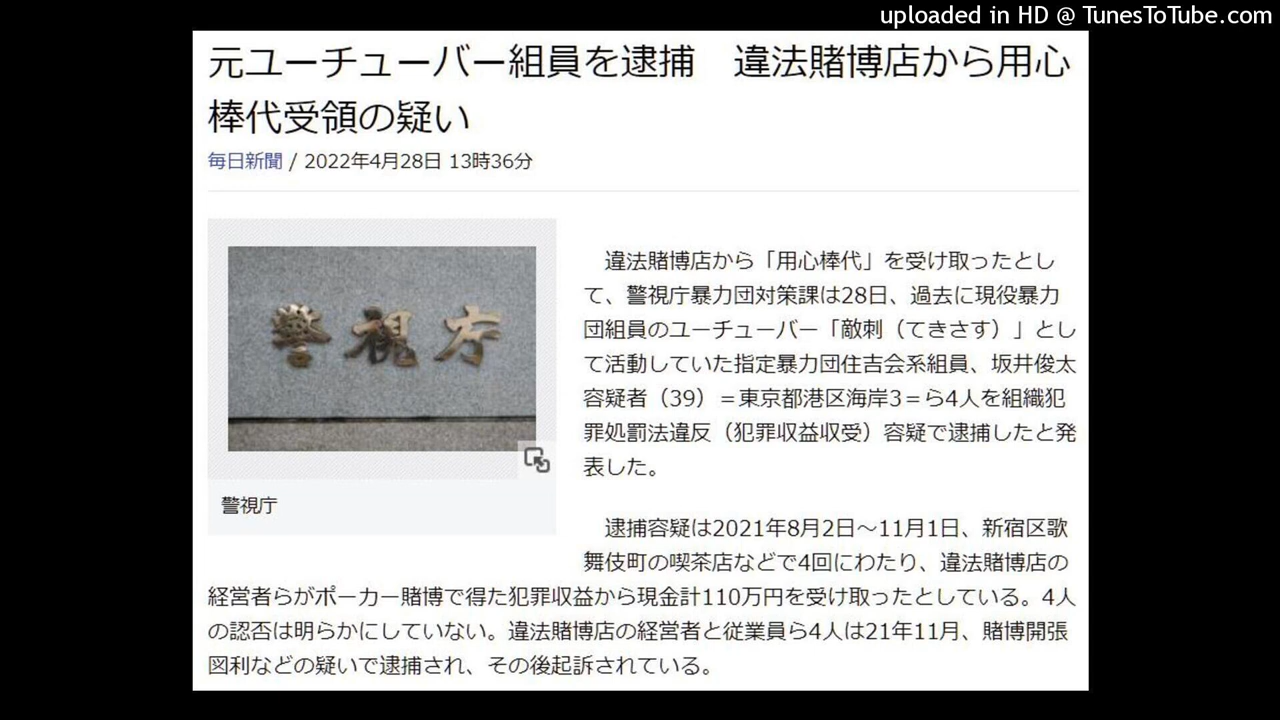 uploaded in HD @ TunesToTube.com
元ユーチューバー組員を逮捕　違法賭博店から用心
棒代受領の疑い
毎日新聞 / 2022年4月28日 13時36分
警視庁
警視庁
　違法賭博店から「用心棒代」を受け取ったとし
て、警視庁暴力団対策課は28日、過去に現役暴力
団組員のユーチューバー「敵刺（てきさす）」とし
て活動していた指定暴力団住吉会系組員、坂井俊太
容疑者（39）＝東京都港区海岸3＝ら4人を組織犯
罪処罰法違反（犯罪収益収受）容疑で逮捕したと発
表した。
　逮捕容疑は2021年8月2日～11月1日、新宿区歌
舞伎町の喫茶店などで4回にわたり、違法賭博店の
経営者らがポーカー賭博で得た犯罪収益から現金計110万円を受け取ったとしている。4人
の認否は明らかにしていない。違法賭博店の経営者と従業員ら4人は21年11月、賭博開張
図利などの疑いで逮捕され、その後起訴されている。